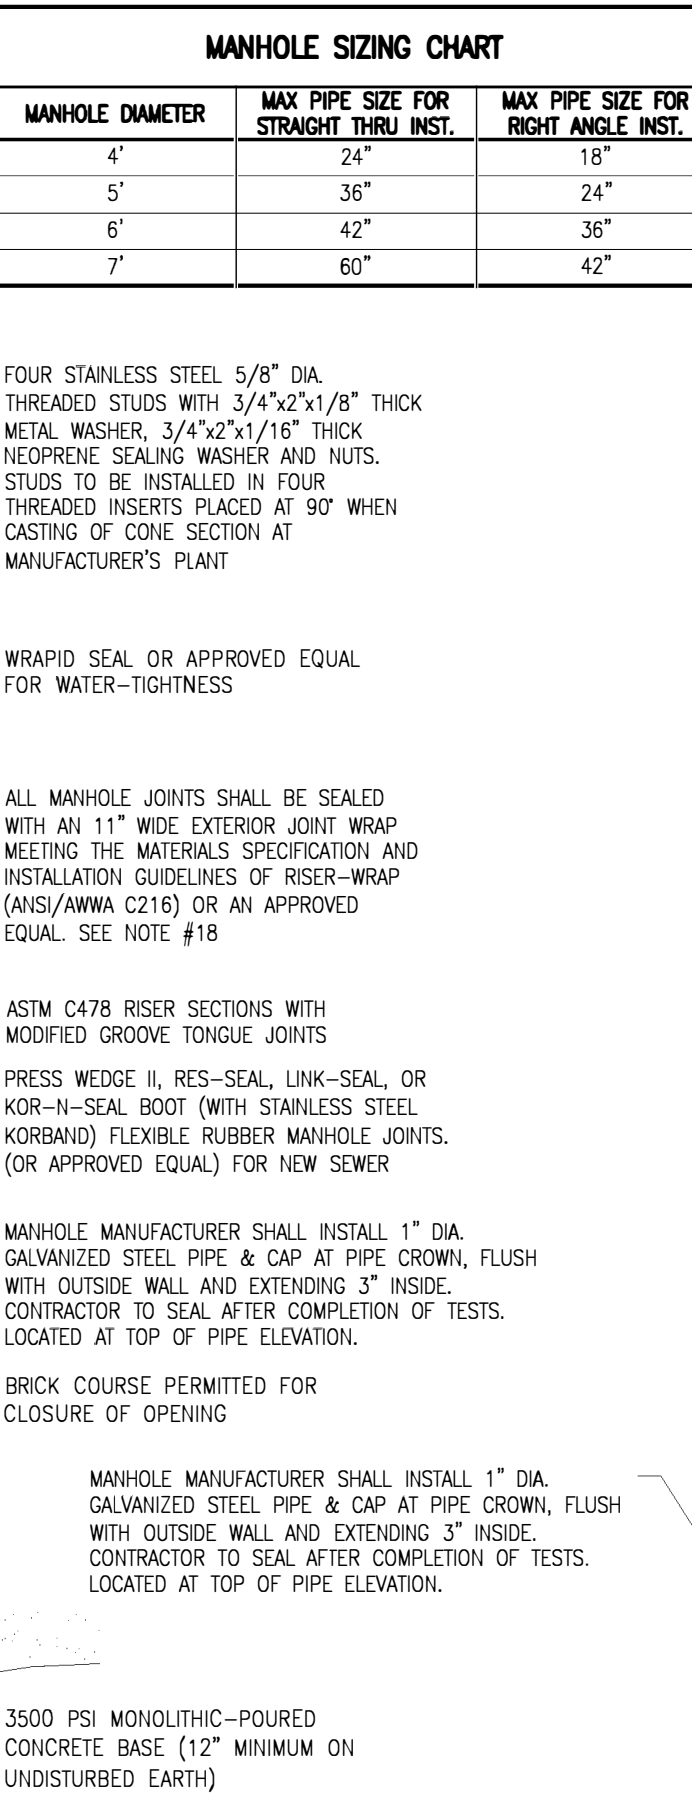 MANHOLE SIZING CHART
MANHOLE DIAMETER MAX PIPE SIZE FOR STRAIGHT THRU INST. MAX PIPE SIZE FOR RIGHT ANGLE INST.
4' 24" 18"
5' 36" 24"
6' 42" 36"
7' 60" 42"
FOUR STAINLESS STEEL 5/8" DIA.
THREADED STUDS WITH 3/4"x2"x1/8" THICK
METAL WASHER, 3/4"x2"x1/16" THICK
NEOPRENE SEALING WASHER AND NUTS.
STUDS TO BE INSTALLED IN FOUR
THREADED INSERTS PLACED AT 90° WHEN
CASTING OF CONE SECTION AT
MANUFACTURER'S PLANT
WRAPID SEAL OR APPROVED EQUAL
FOR WATER-TIGHTNESS
ALL MANHOLE JOINTS SHALL BE SEALED
WITH AN 11" WIDE EXTERIOR JOINT WRAP
MEETING THE MATERIALS SPECIFICATION AND
INSTALLATION GUIDELINES OF RISER-WRAP
(ANSI/AWWA C216) OR AN APPROVED
EQUAL. SEE NOTE #18
ASTM C478 RISER SECTIONS WITH
MODIFIED GROOVE TONGUE JOINTS
PRESS WEDGE II, RES-SEAL, LINK-SEAL, OR
KOR-N-SEAL BOOT (WITH STAINLESS STEEL
KORBAND) FLEXIBLE RUBBER MANHOLE JOINTS.
(OR APPROVED EQUAL) FOR NEW SEWER
MANHOLE MANUFACTURER SHALL INSTALL 1" DIA.
GALVANIZED STEEL PIPE & CAP AT PIPE CROWN, FLUSH
WITH OUTSIDE WALL AND EXTENDING 3" INSIDE.
CONTRACTOR TO SEAL AFTER COMPLETION OF TESTS.
LOCATED AT TOP OF PIPE ELEVATION.
BRICK COURSE PERMITTED FOR
CLOSURE OF OPENING
MANHOLE MANUFACTURER SHALL INSTALL 1" DIA.
GALVANIZED STEEL PIPE & CAP AT PIPE CROWN, FLUSH
WITH OUTSIDE WALL AND EXTENDING 3" INSIDE.
CONTRACTOR TO SEAL AFTER COMPLETION OF TESTS.
LOCATED AT TOP OF PIPE ELEVATION.
3500 PSI MONOLITHIC-POURED
CONCRETE BASE (12" MINIMUM ON
UNDISTURBED EARTH)